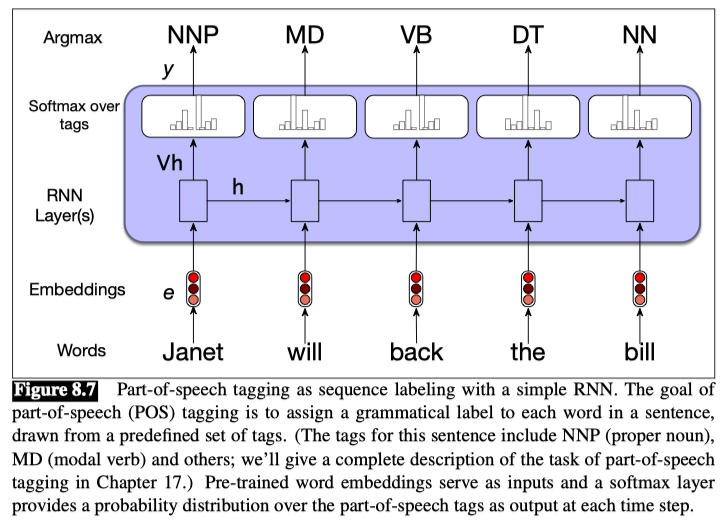 Argmax NNP MD VB DT NN
y
Softmax over
tags
Vh
h
RNN
Layer(s)
Embeddings e
Words Janet will back the bill
Figure 8.7 Part-of-speech tagging as sequence labeling with a simple RNN. The goal of
part-of-speech (POS) tagging is to assign a grammatical label to each word in a sentence,
drawn from a predefined set of tags. (The tags for this sentence include NNP (proper noun),
MD (modal verb) and others; we’ll give a complete description of the task of part-of-speech
tagging in Chapter 17.) Pre-trained word embeddings serve as inputs and a softmax layer
provides a probability distribution over the part-of-speech tags as output at each time step.